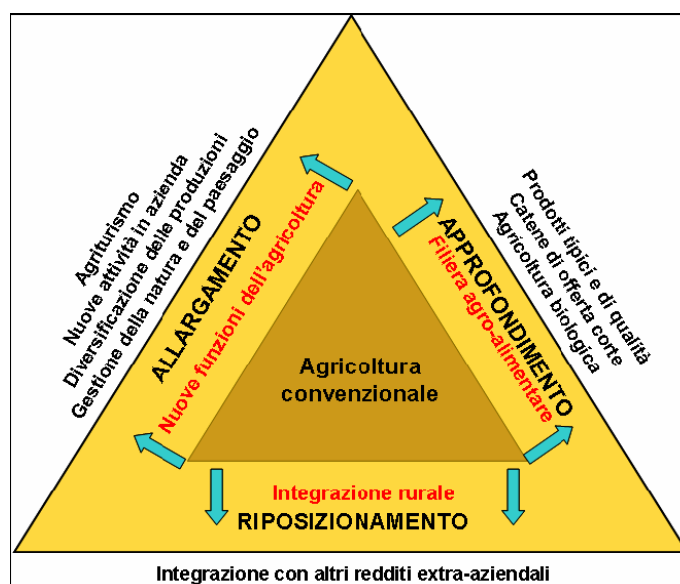 Agriturismo
Nuove attività in azienda
Diversificazione delle produzioni
Gestione della natura e del paesaggio
ALLARGAMENTO
Nuove funzioni dell'agricoltura
Prodotti tipici e di qualità
Catene di offerta corte
Agricoltura biologica
APPROFONDIMENTO
Filiera agro-alimentare
Agricoltura
convenzionale
Integrazione rurale
RIPOSIZIONAMENTO
Integrazione con altri redditi extra-aziendali